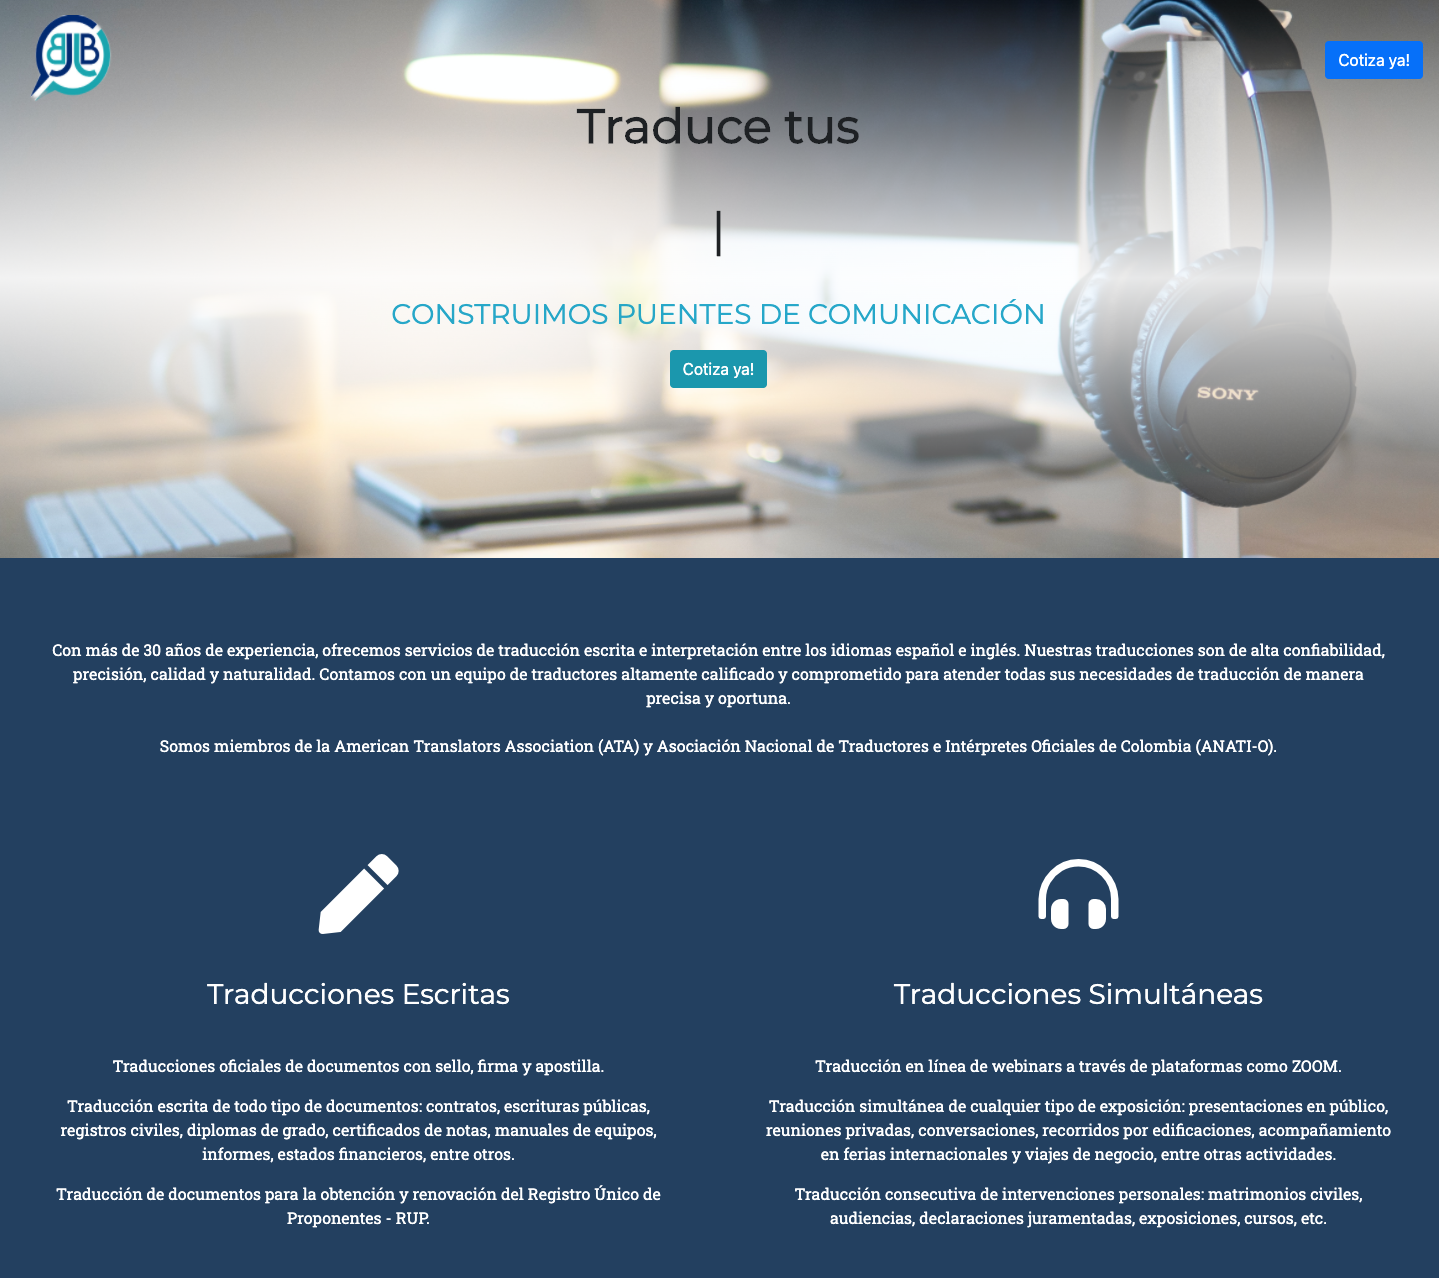 BJB
Cotiza ya!
Traduce tus
CONSTRUIMOS PUENTES DE COMUNICACIÓN
Cotiza ya!
SONY
Con más de 30 años de experiencia, ofrecemos servicios de traducción escrita e interpretación entre los idiomas español e inglés. Nuestras traducciones son de alta confiabilidad,
precisión, calidad y naturalidad. Contamos con un equipo de traductores altamente calificado y comprometido para atender todas sus necesidades de traducción de manera
precisa y oportuna.
Somos miembros de la American Translators Association (ATA) y Asociación Nacional de Traductores e Intérpretes Oficiales de Colombia (ANATI-O).
Traducciones Escritas
Traducciones oficiales de documentos con sello, firma y apostilla.
Traducción escrita de todo tipo de documentos: contratos, escrituras públicas,
registros civiles, diplomas de grado, certificados de notas, manuales de equipos,
informes, estados financieros, entre otros.
Traducción de documentos para la obtención y renovación del Registro Único de
Proponentes - RUP.
Traducciones Simultáneas
Traducción en línea de webinars a través de plataformas como ZOOM.
Traducción simultánea de cualquier tipo de exposición: presentaciones en público,
reuniones privadas, conversaciones, recorridos por edificaciones, acompañamiento
en ferias internacionales y viajes de negocio, entre otras actividades.
Traducción consecutiva de intervenciones personales: matrimonios civiles,
audiencias, declaraciones juramentadas, exposiciones, cursos, etc.